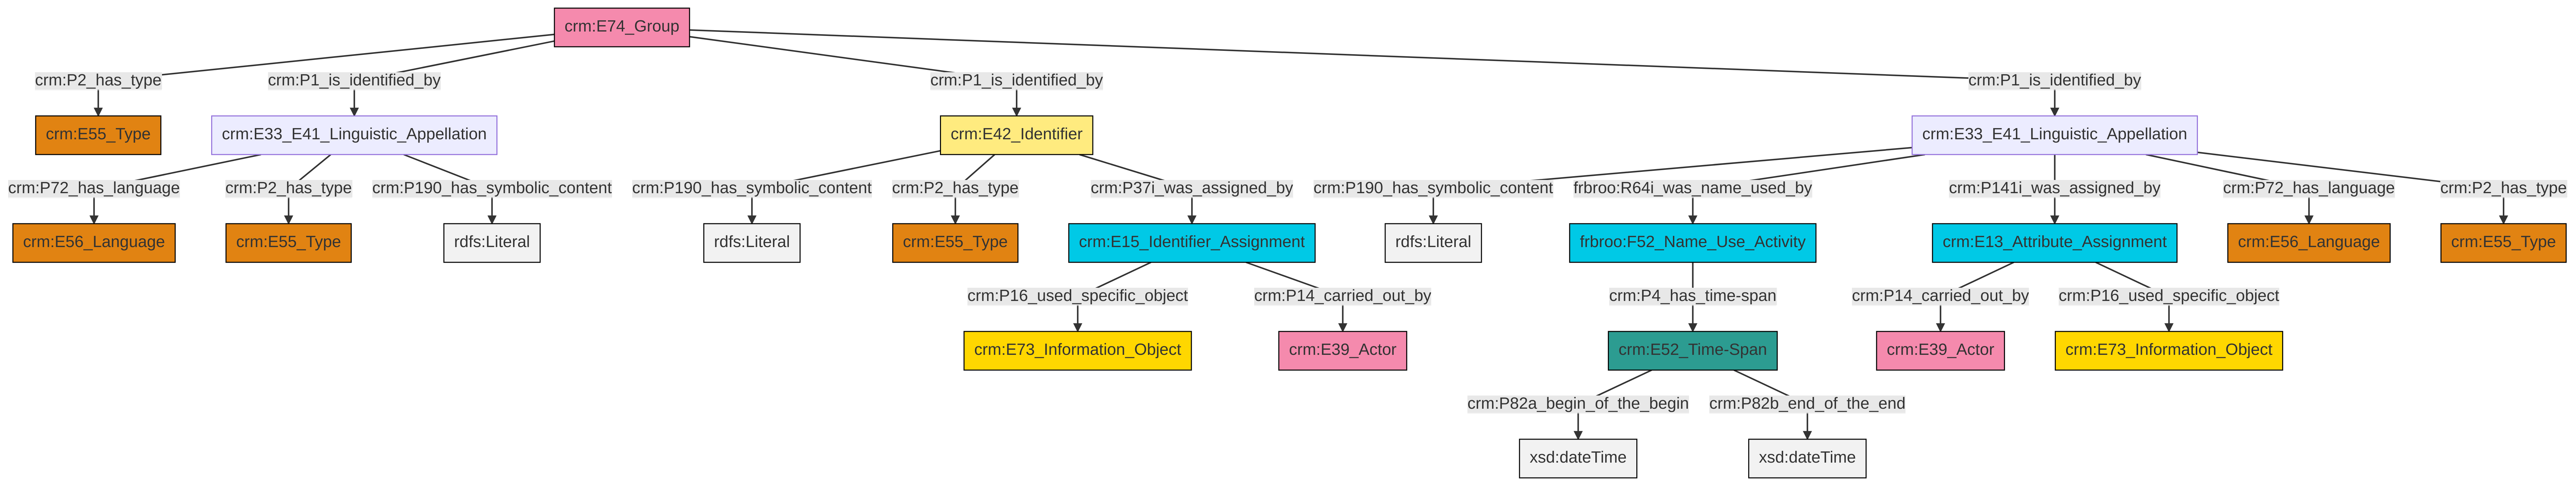 crm:E74_Group
crm:P2_has_type
crm:P1_is_identified_by
crm:P1_is_identified_by
crm:P1_is_identified_by
crm:E55_Type
crm:E33_E41_Linguistic_Appellation
crm:E42_Identifier
crm:E33_E41_Linguistic_Appellation
crm:P72_has_language
crm:P2_has_type
crm:P190_has_symbolic_content
crm:P190_has_symbolic_content
crm:P2_has_type
crm:P37i_was_assigned_by
crm:P190_has_symbolic_content
frbroo:R64i_was_name_used_by
crm:P141i_was_assigned_by
crm:P72_has_language
crm:P2_has_type
crm:E56_Language
crm:E55_Type
rdfs:Literal
rdfs:Literal
crm:E55_Type
crm:E15_Identifier_Assignment
rdfs:Literal
frbroo:F52_Name_Use_Activity
crm:E13_Attribute_Assignment
crm:E56_Language
crm:E55_Type
crm:P16_used_specific_object
crm:P14_carried_out_by
crm:P4_has_time-span
crm:P14_carried_out_by
crm:P16_used_specific_object
crm:E73_Information_Object
crm:E39_Actor
crm:E52_Time-Span
crm:E39_Actor
crm:E73_Information_Object
crm:P82a_begin_of_the_begin
crm:P82b_end_of_the_end
xsd:dateTime
xsd:dateTime